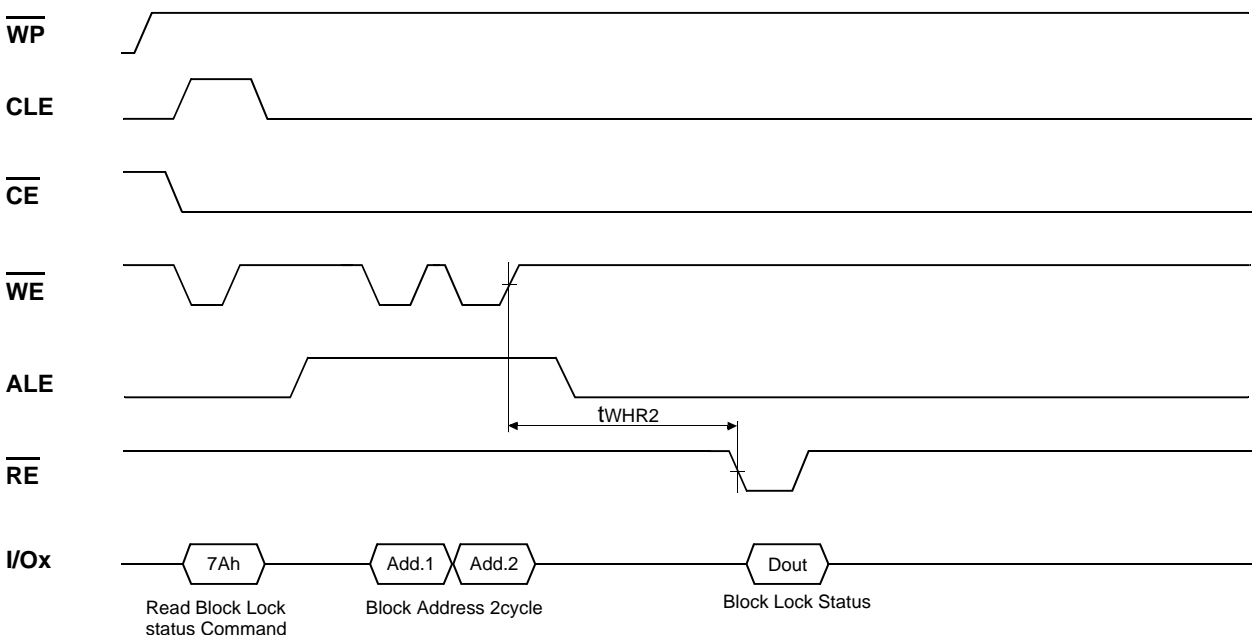 WP
CLE
CE
WE
ALE
tWHR2
RE
I/Ox
7Ah
Add.1
Add.2
Dout
Read Block Lock
status Command
Block Address 2cycle
Block Lock Status